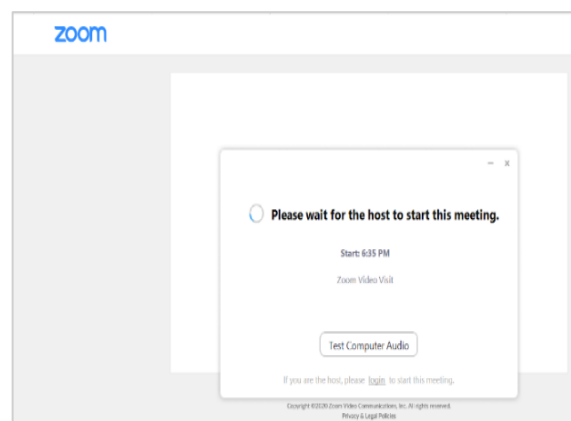 zoom
Please wait for the host to start this meeting.
Start: 6:35 PM
Zoom Video Visit
Test Computer Audio
If you are the host, please login to start this meeting.
Copyright ©2020 Zoom Video Communications, Inc. All rights reserved.
Privacy & Legal Policies